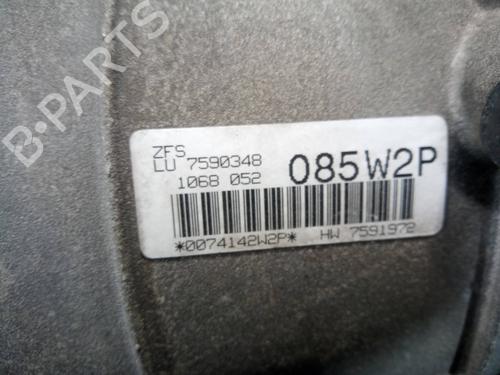 B-PARTS
ZFS
LU 7590348
1068 052
085W2P
*0074142W2P* HW 7591972